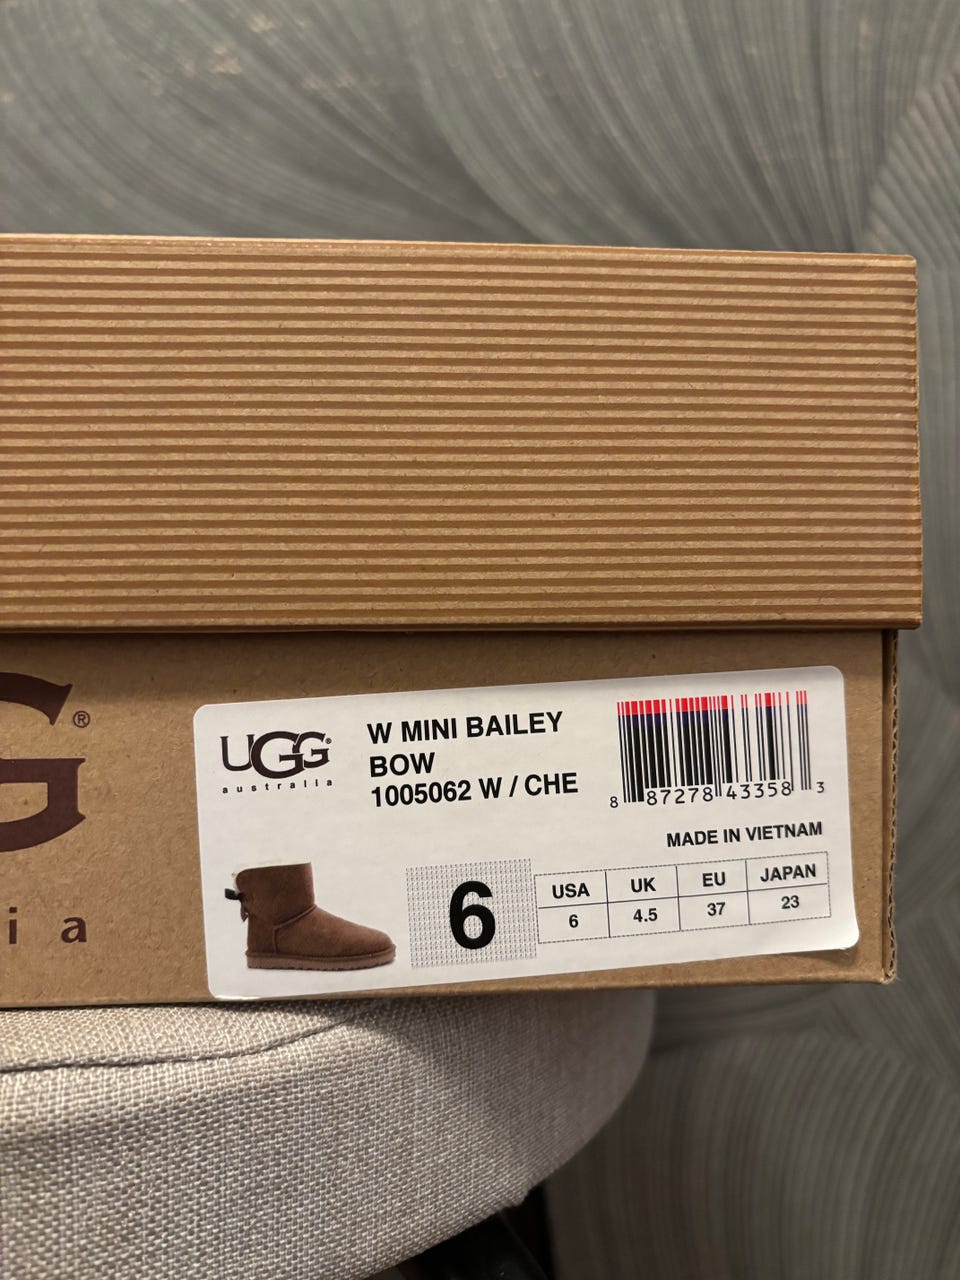 G®
i a
UGG®
australia
W MINI BAILEY
BOW
1005062 W / CHE
8 87278 43358 3
MADE IN VIETNAM
6
USA UK EU JAPAN
6 4.5 37 23